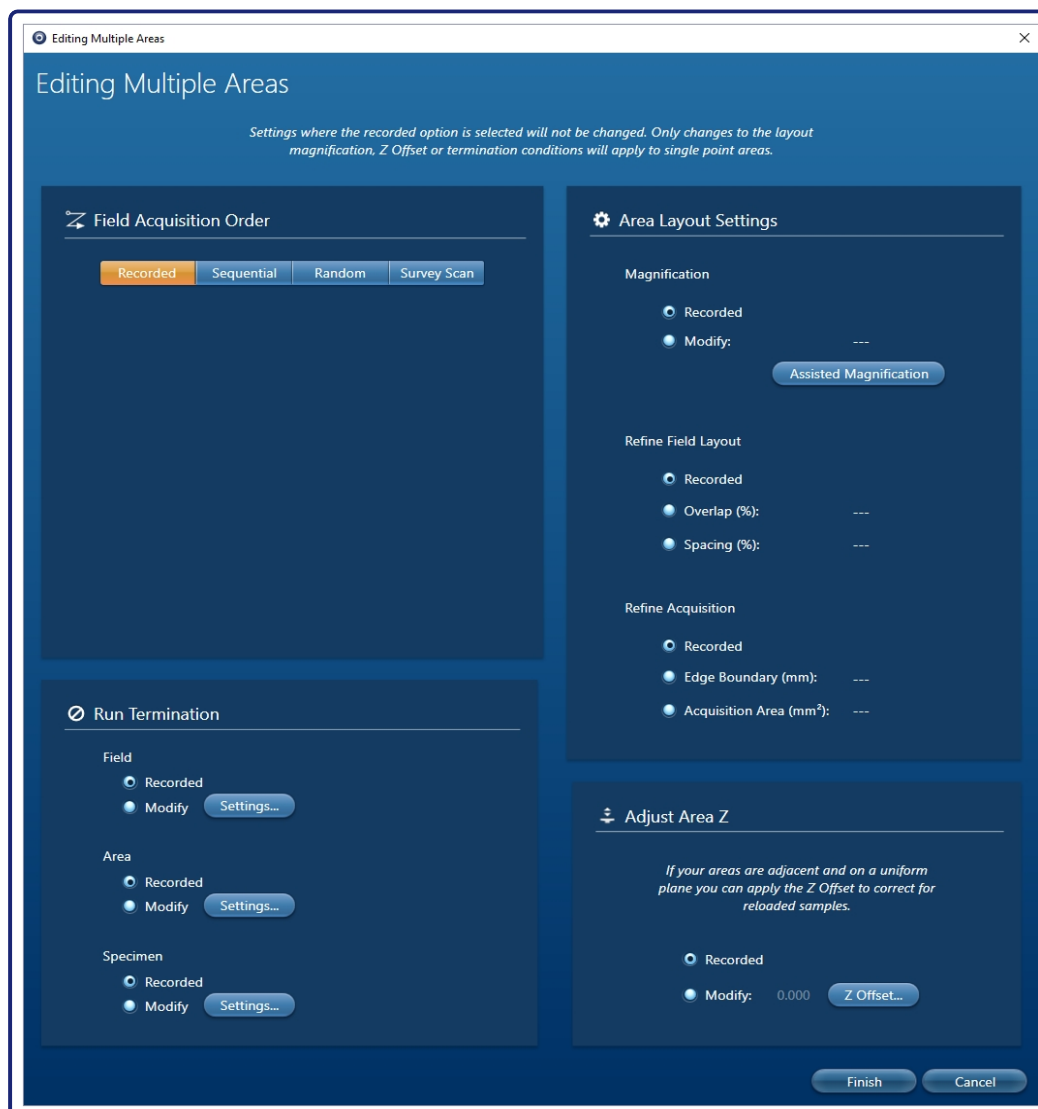 Editing Multiple Areas
Editing Multiple Areas
Settings where the recorded option is selected will not be changed. Only changes to the layout
magnification, Z Offset or termination conditions will apply to single point areas.
Field Acquisition Order
Recorded Sequential Random Survey Scan
Run Termination
Field
Recorded
Modify Settings...
Area
Recorded
Modify Settings...
Specimen
Recorded
Modify Settings...
Area Layout Settings
Magnification
Recorded
Modify: ---
Assisted Magnification
Refine Field Layout
Recorded
Overlap (%): ---
Spacing (%): ---
Refine Acquisition
Recorded
Edge Boundary (mm): ---
Acquisition Area (mm²): ---
Adjust Area Z
If your areas are adjacent and on a uniform
plane you can apply the Z Offset to correct for
reloaded samples.
Recorded
Modify: 0.000 Z Offset...
Finish Cancel